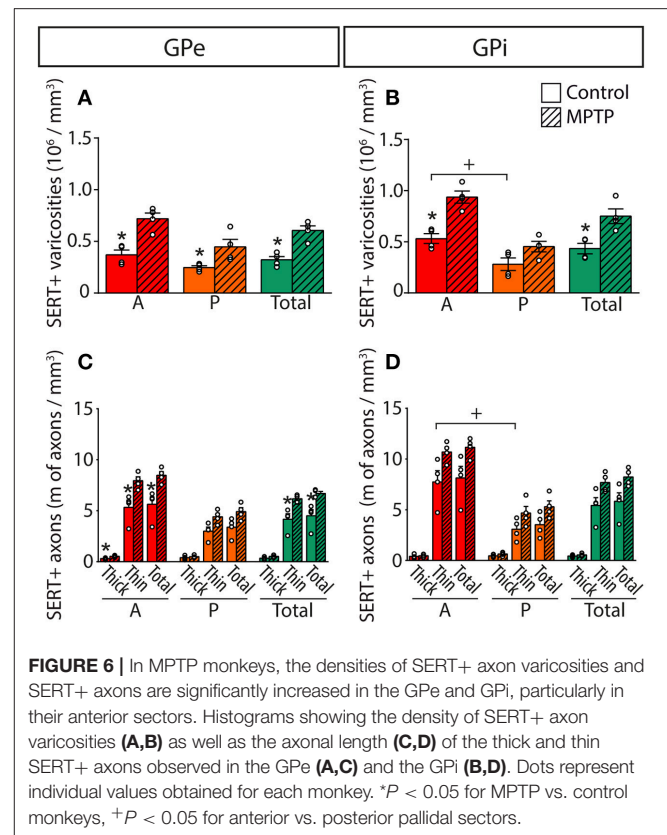 GPe
GPi
A
SERT+ varicosities (10⁶ / mm³)
1.5
1.0
0.5
0
*
*
*
A
P
Total
B
Control
MPTP
SERT+ varicosities (10⁶ / mm³)
1.5
1.0
0.5
0
*
+
*
A
P
Total
C
SERT+ axons (m of axons / mm³)
15
10
5
0
*
*
*
*
*
Thick
Thin
Total
Thick
Thin
Total
Thick
Thin
Total
A
P
Total
D
SERT+ axons (m of axons / mm³)
15
10
5
0
+
Thick
Thin
Total
Thick
Thin
Total
Thick
Thin
Total
A
P
Total
FIGURE 6 | In MPTP monkeys, the densities of SERT+ axon varicosities and
SERT+ axons are significantly increased in the GPe and GPi, particularly in
their anterior sectors. Histograms showing the density of SERT+ axon
varicosities (A,B) as well as the axonal length (C,D) of the thick and thin
SERT+ axons observed in the GPe (A,C) and the GPi (B,D). Dots represent
individual values obtained for each monkey. *P < 0.05 for MPTP vs. control
monkeys, +P < 0.05 for anterior vs. posterior pallidal sectors.